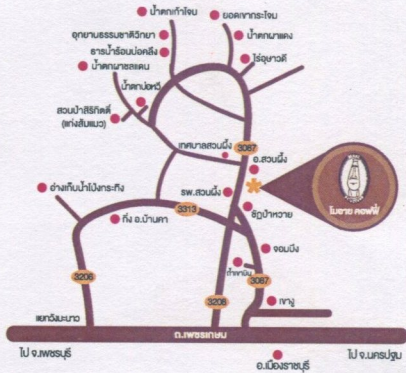 น้ำตกเก้าโจน
ยอดเขากระโจม
อุทยานธรรมชาติวิทยา
น้ำตกผาแดง
ธารน้ำร้อนบ่อคลึง
ไร่อุษาวดี
น้ำตกผาชลแดน
น้ำตกบ่อหวี
สวนป่าสิริกิตติ์
(แก่งส้มแมว)
เทศบาลสวนผึ้ง
3087
อ.สวนผึ้ง
โมอาย คอฟฟี่
อ่างเก็บน้ำโป่งกระทิง
รพ.สวนผึ้ง
ชัฏป่าหวาย
กิ่ง อ.บ้านคา
3313
จอมบึง
ถ้ำเขาบิน
3206
3087
3208
เขางู
แยกวังมะนาว
ถ.เพชรเกษม
ไป จ.เพชรบุรี
อ.เมืองราชบุรี
ไป จ.นครปฐม